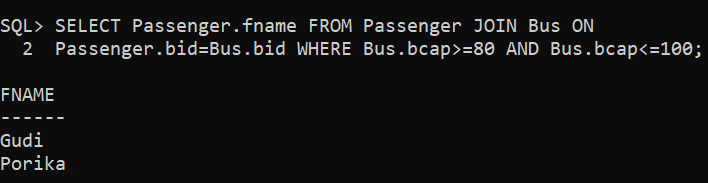 SQL> SELECT Passenger.fname FROM Passenger JOIN Bus ON
  2  Passenger.bid=Bus.bid WHERE Bus.bcap>=80 AND Bus.bcap<=100;
FNAME
------
Gudi
Porika